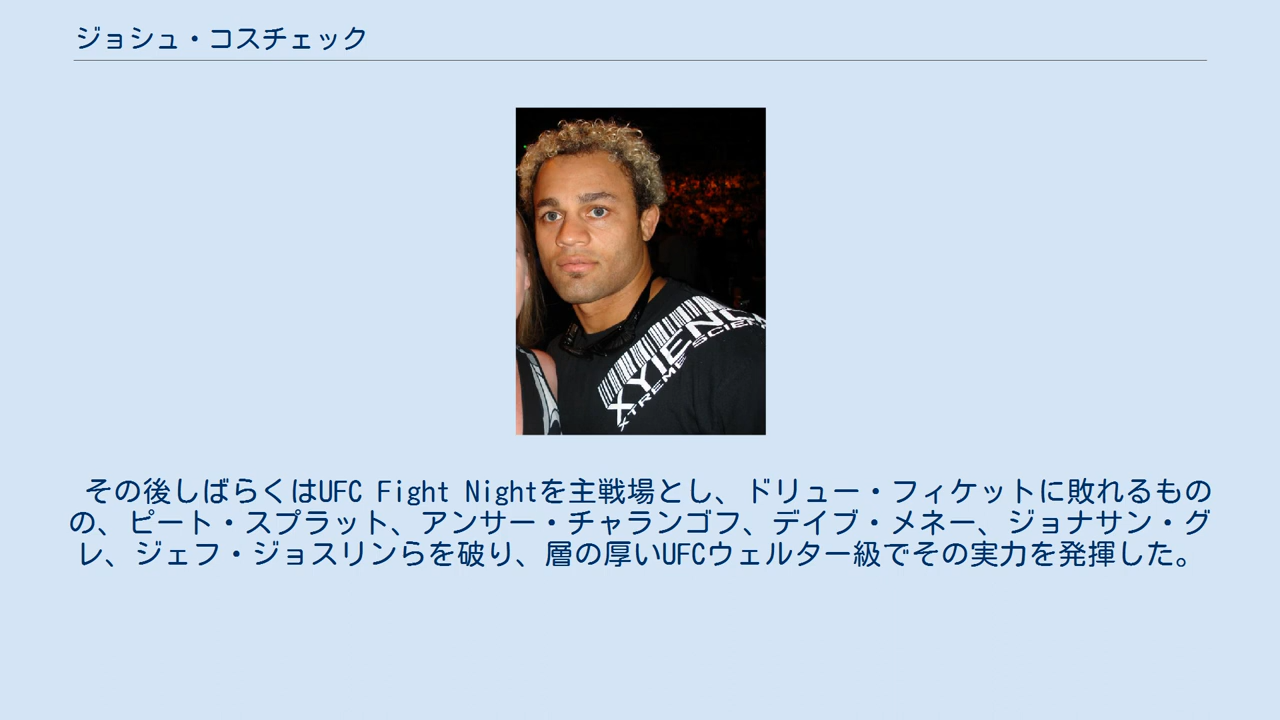 ジョシュ・コスチェック
XYIENC
XTREME SCIEN
その後しばらくはUFC Fight Nightを主戦場とし、ドリュー・フィケットに敗れるもの
の、ピート・スプラット、アンサー・チャランゴフ、デイブ・メネー、ジョナサン・グ
レ、ジェフ・ジョスリンらを破り、層の厚いUFCウェルター級でその実力を発揮した。